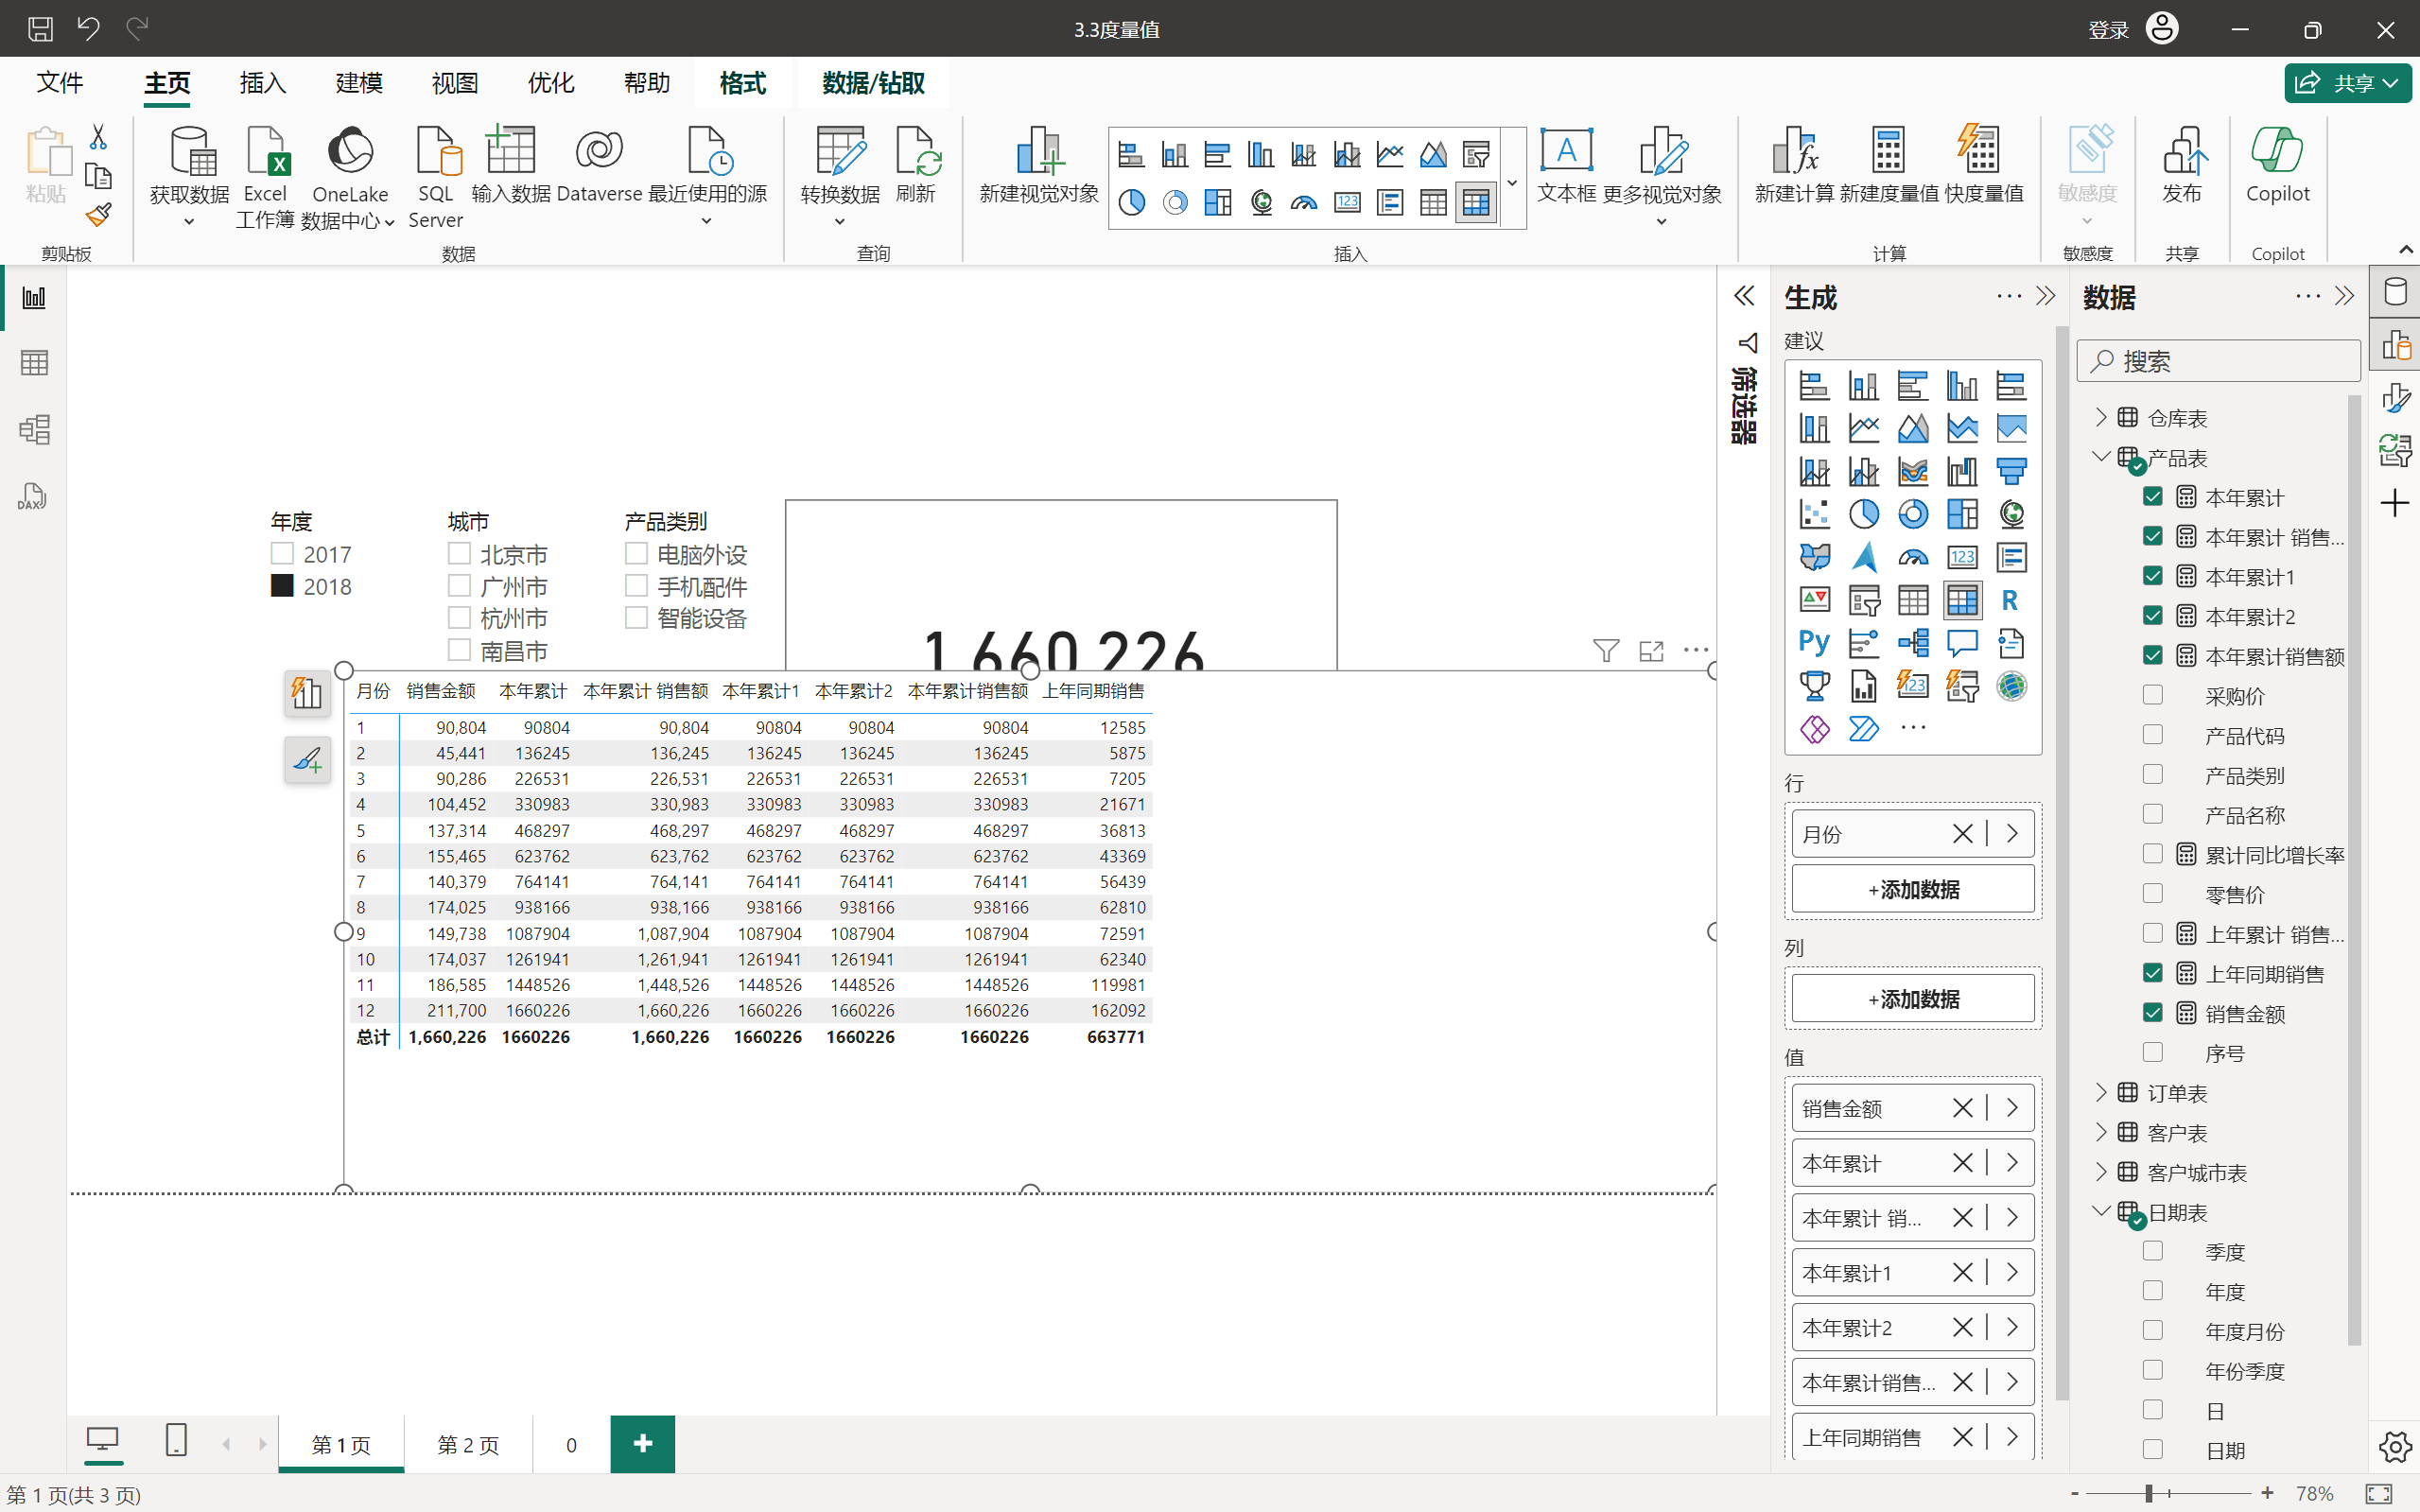 3.3度量值
登录
文件 主页 插入 建模 视图 优化 帮助 格式 数据/钻取
共享
粘贴
获取数据
Excel
工作簿
OneLake
数据中心
SQL
Server
输入数据
Dataverse
最近使用的源
转换数据
刷新
新建视觉对象
文本框
更多视觉对象
新建计算
新建度量值
快度量值
敏感度
发布
Copilot
剪贴板 数据 查询 插入 计算 敏感度 共享 Copilot
DAX
年度
2017
2018
城市
北京市
广州市
杭州市
南昌市
产品类别
电脑外设
手机配件
智能设备
1,660,226
月份 销售金额 本年累计 本年累计 销售额 本年累计1 本年累计2 本年累计销售额 上年同期销售
1 90,804 90804 90,804 90804 90804 90804 12585
2 45,441 136245 136,245 136245 136245 136245 5875
3 90,286 226531 226,531 226531 226531 226531 7205
4 104,452 330983 330,983 330983 330983 330983 21671
5 137,314 468297 468,297 468297 468297 468297 36813
6 155,465 623762 623,762 623762 623762 623762 43369
7 140,379 764141 764,141 764141 764141 764141 56439
8 174,025 938166 938,166 938166 938166 938166 62810
9 149,738 1087904 1,087,904 1087904 1087904 1087904 72591
10 174,037 1261941 1,261,941 1261941 1261941 1261941 62340
11 186,585 1448526 1,448,526 1448526 1448526 1448526 119981
12 211,700 1660226 1,660,226 1660226 1660226 1660226 162092
总计 1,660,226 1660226 1,660,226 1660226 1660226 1660226 663771
筛选器
生成
建议
123
R
Py
123
行
月份
+添加数据
列
+添加数据
值
销售金额
本年累计
本年累计 销...
本年累计1
本年累计2
本年累计销售...
上年同期销售
数据
搜索
仓库表
产品表
本年累计
本年累计 销售...
本年累计1
本年累计2
本年累计销售额
采购价
产品代码
产品类别
产品名称
累计同比增长率
零售价
上年累计 销售...
上年同期销售
销售金额
序号
订单表
客户表
客户城市表
日期表
季度
年度
年度月份
年份季度
日
日期
第 1 页 第 2 页 0
第 1 页(共 3 页)
- + 78%